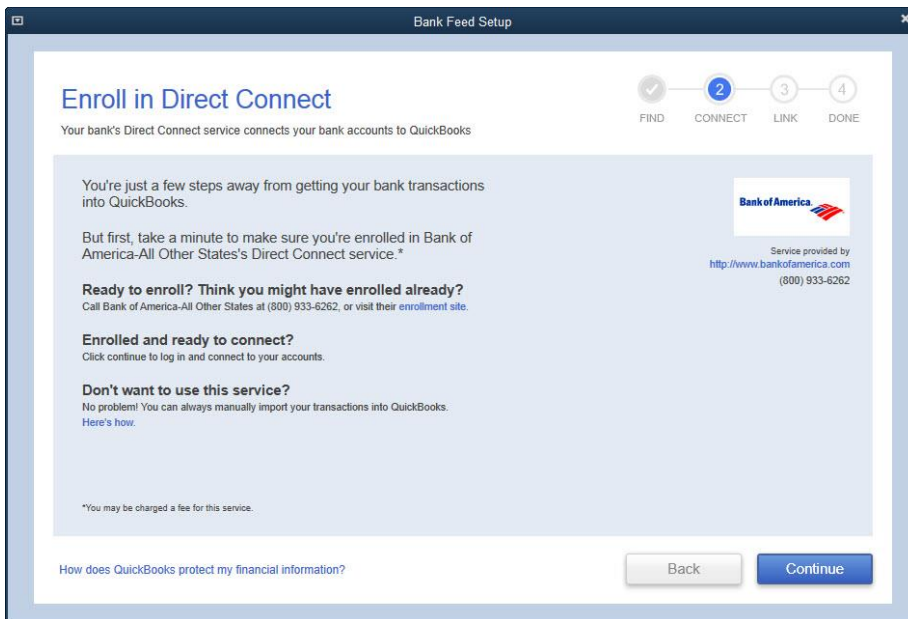 Bank Feed Setup
Enroll in Direct Connect
Your bank's Direct Connect service connects your bank accounts to QuickBooks
2
3
4
FIND
CONNECT
LINK
DONE
You're just a few steps away from getting your bank transactions
into QuickBooks.
But first, take a minute to make sure you're enrolled in Bank of
America-All Other States's Direct Connect service.*
Ready to enroll? Think you might have enrolled already?
Call Bank of America-All Other States at (800) 933-6262, or visit their enrollment site.
Enrolled and ready to connect?
Click continue to log in and connect to your accounts.
Don't want to use this service?
No problem! You can always manually import your transactions into QuickBooks.
Here's how.
*You may be charged a fee for this service.
Bank of America.
Service provided by
http://www.bankofamerica.com
(800) 933-6262
How does QuickBooks protect my financial information?
Back
Continue